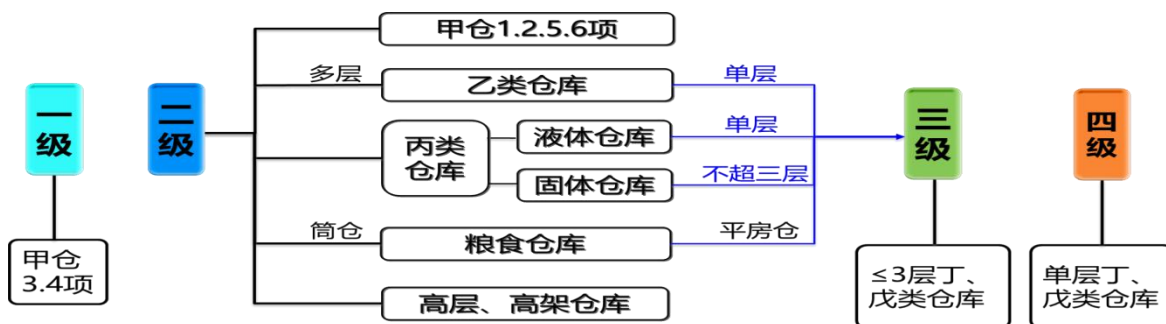 一级
甲仓
3.4项
二级
甲仓1.2.5.6项
多层
乙类仓库
单层
丙类
仓库
液体仓库
单层
固体仓库
不超三层
筒仓
粮食仓库
平房仓
高层、高架仓库
三级
≤3层丁、
戊类仓库
四级
单层丁、
戊类仓库